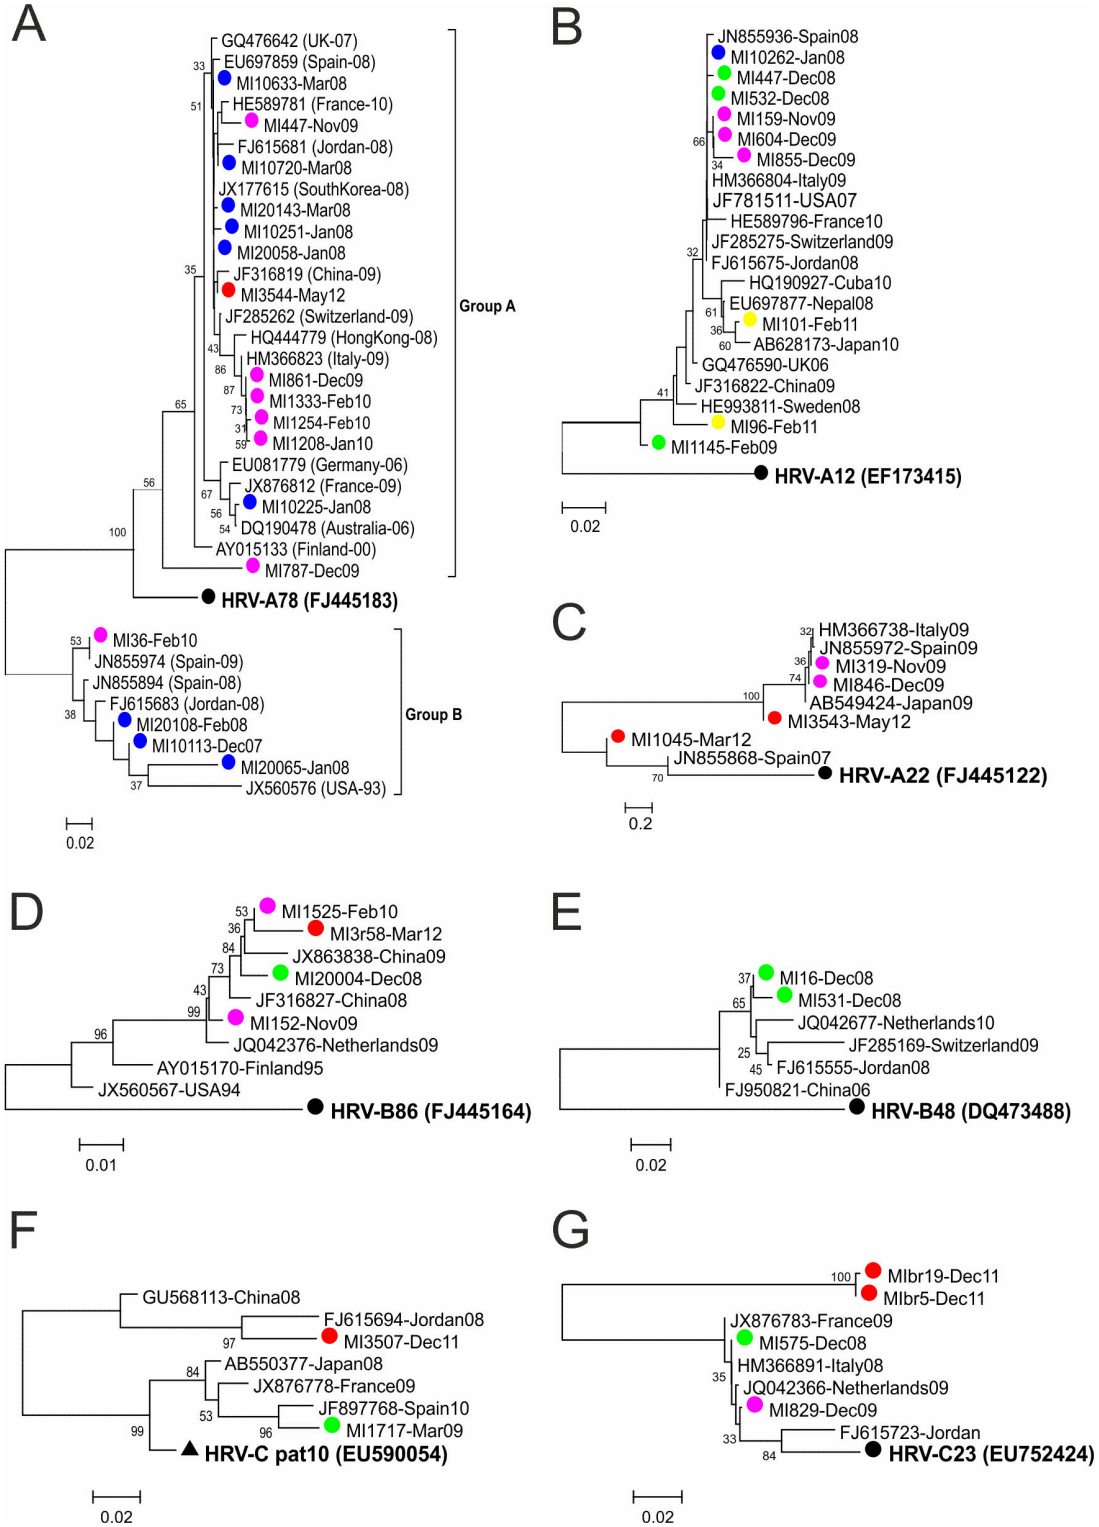 A
GQ476642 (UK-07)
EU697859 (Spain-08)
33
MI10633-Mar08
51
HE589781 (France-10)
MI447-Nov09
FJ615681 (Jordan-08)
MI10720-Mar08
JX177615 (SouthKorea-08)
MI20143-Mar08
MI10251-Jan08
MI20058-Jan08
35
JF316819 (China-09)
MI3544-May12
Group A
JF285262 (Switzerland-09)
HQ444779 (HongKong-08)
43
HM366823 (Italy-09)
86
MI861-Dec09
87
MI1333-Feb10
65
73
MI1254-Feb10
31
MI1208-Jan10
59
EU081779 (Germany-06)
JX876812 (France-09)
56
67
MI10225-Jan08
56
DQ190478 (Australia-06)
54
100
AY015133 (Finland-00)
MI787-Dec09
HRV-A78 (FJ445183)
MI36-Feb10
53
JN855974 (Spain-09)
JN855894 (Spain-08)
FJ615683 (Jordan-08)
38
Group B
MI20108-Feb08
MI10113-Dec07
MI20065-Jan08
37
JX560576 (USA-93)
0.02
B
JN855936-Spain08
MI10262-Jan08
MI447-Dec08
MI532-Dec08
MI159-Nov09
MI604-Dec09
66
MI855-Dec09
34
HM366804-Italy09
JF781511-USA07
HE589796-France10
JF285275-Switzerland09
32
FJ615675-Jordan08
HQ190927-Cuba10
EU697877-Nepal08
61
MI101-Feb11
36
AB628173-Japan10
60
GQ476590-UK06
JF316822-China09
41
HE993811-Sweden08
MI96-Feb11
MI1145-Feb09
HRV-A12 (EF173415)
0.02
C
HM366738-Italy09
32
JN855972-Spain09
36
MI319-Nov09
74
MI846-Dec09
100
AB549424-Japan09
MI3543-May12
MI1045-Mar12
JN855868-Spain07
70
HRV-A22 (FJ445122)
0.2
D
MI1525-Feb10
53
36
MI3r58-Mar12
84
JX863838-China09
73
MI20004-Dec08
43
JF316827-China08
99
MI152-Nov09
96
JQ042376-Netherlands09
AY015170-Finland95
JX560567-USA94
HRV-B86 (FJ445164)
0.01
E
37
MI16-Dec08
65
MI531-Dec08
JQ042677-Netherlands10
JF285169-Switzerland09
25
45
FJ615555-Jordan08
FJ950821-China06
HRV-B48 (DQ473488)
0.02
F
GU568113-China08
FJ615694-Jordan08
97
MI3507-Dec11
AB550377-Japan08
84
JX876778-France09
JF897768-Spain10
53
MI1717-Mar09
99
96
HRV-C pat10 (EU590054)
0.02
G
100
MIbr19-Dec11
MIbr5-Dec11
JX876783-France09
MI575-Dec08
HM366891-Italy08
35
JQ042366-Netherlands09
MI829-Dec09
FJ615723-Jordan
33
84
HRV-C23 (EU752424)
0.02